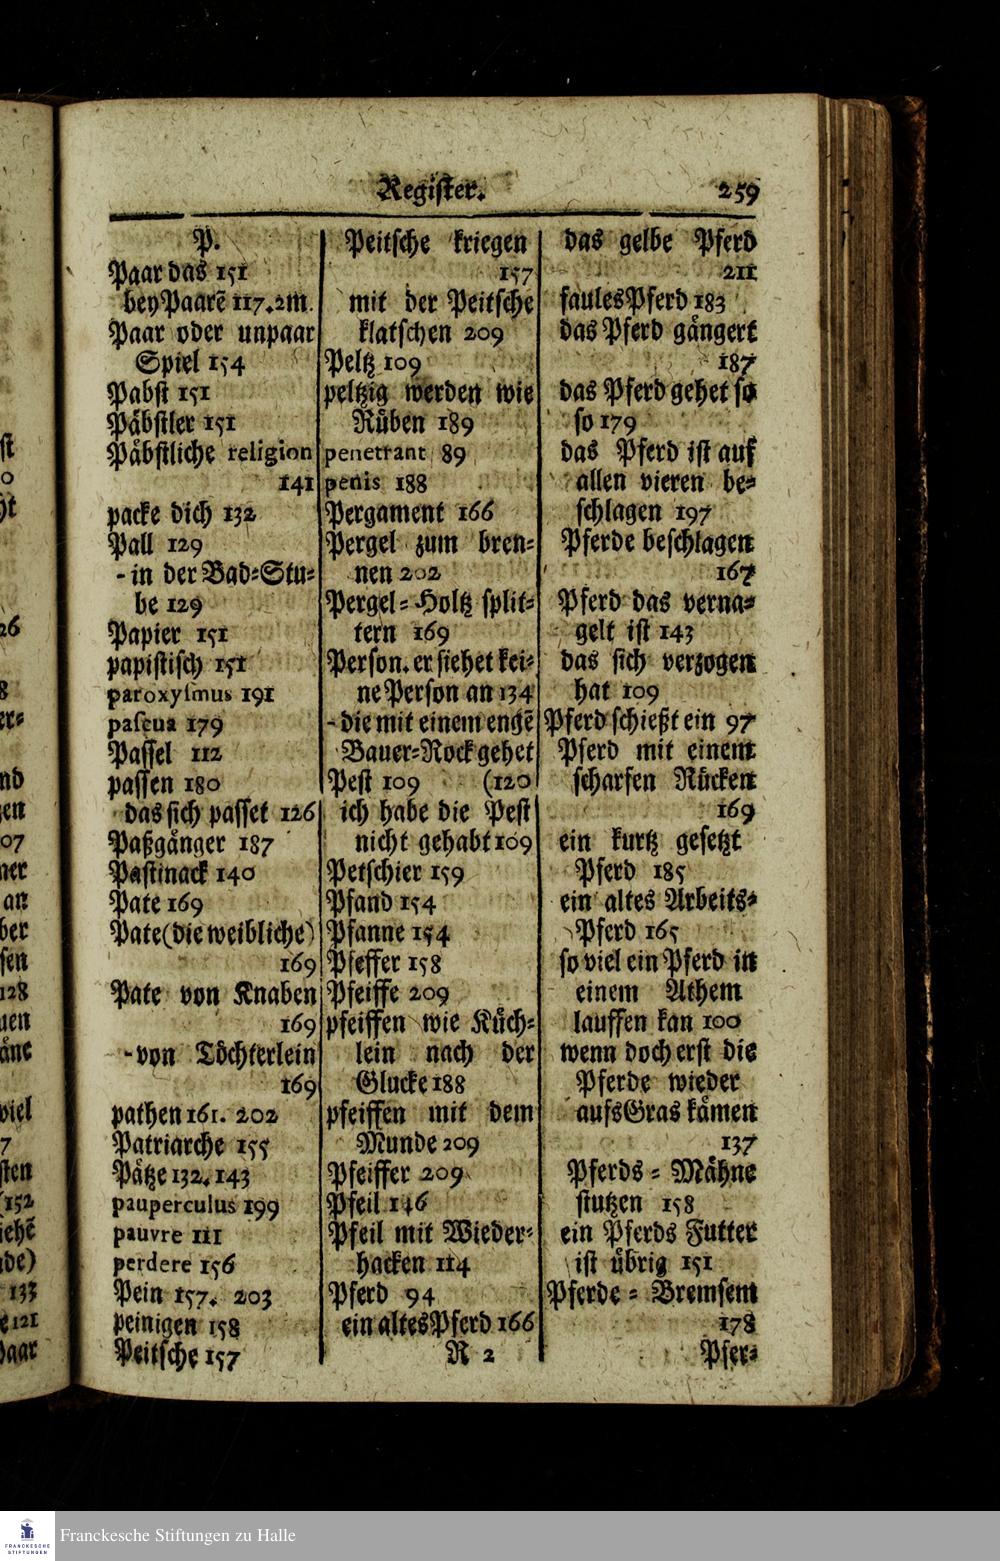 Register. 259
P.
Paar das 151
bey Paarē 117. 2m.
Paar oder unpaar
Spiel 154
Pabst 151
Päbstler 151
Päbstliche religion
141
packe dich 132
Pall 129
- in der Bad=Stu=
be 129
Papier 151
papistisch 151
paroxysmus 191
pascua 179
Passel 112
passen 180
das sich passet 126
Paßgänger 187
Pastinack 140
Pate 169
Pate (die weibliche)
169
Pate von Knaben
169
- von Töchterlein
169
pathen 161. 202
Patriarche 155
Pätze 132. 143
pauperculus 199
pauvre 111
perdere 156
Pein 157. 203
peinigen 158
Peitsche 157
Peitsche kriegen
157
mit der Peitsche
klatschen 209
Peltz 109
peltzig werden wie
Rüben 189
penetrant 89
penis 188
Pergament 166
Pergel zum bren=
nen 202
Pergel=Holtz split=
tern 169
Person. er siehet kei=
ne Person an 134
- die mit einem engē
Bauer=Rock gehet
Pest 109 (120
ich habe die Pest
nicht gehabt 109
Petschier 159
Pfand 154
Pfanne 154
Pfeffer 158
Pfeiffe 209
pfeiffen wie Küch=
lein nach der
Glucke 188
pfeiffen mit dem
Munde 209
Pfeiffer 209
Pfeil 146
Pfeil mit Wieder=
hacken 114
Pferd 94
ein altes Pferd 166
R 2
das gelbe Pferd
211
faules Pferd 183
das Pferd gängert
187
das Pferd gehet so
so 179
das Pferd ist auf
allen vieren be=
schlagen 197
Pferde beschlagen
167
Pferd das verna=
gelt ist 143
das sich verzogen
hat 109
Pferd schießt ein 97
Pferd mit einem
scharfen Rücken
169
ein kurtz gesetzt
Pferd 185
ein altes Arbeits=
Pferd 165
so viel ein Pferd in
einem Athem
lauffen kan 100
wenn doch erst die
Pferde wieder
aufs Gras kämen
137
Pferds=Mähne
stutzen 158
ein Pferds Futter
ist übrig 151
Pferde=Bremsem
178
Pfer=
Franckesche Stiftungen zu Halle